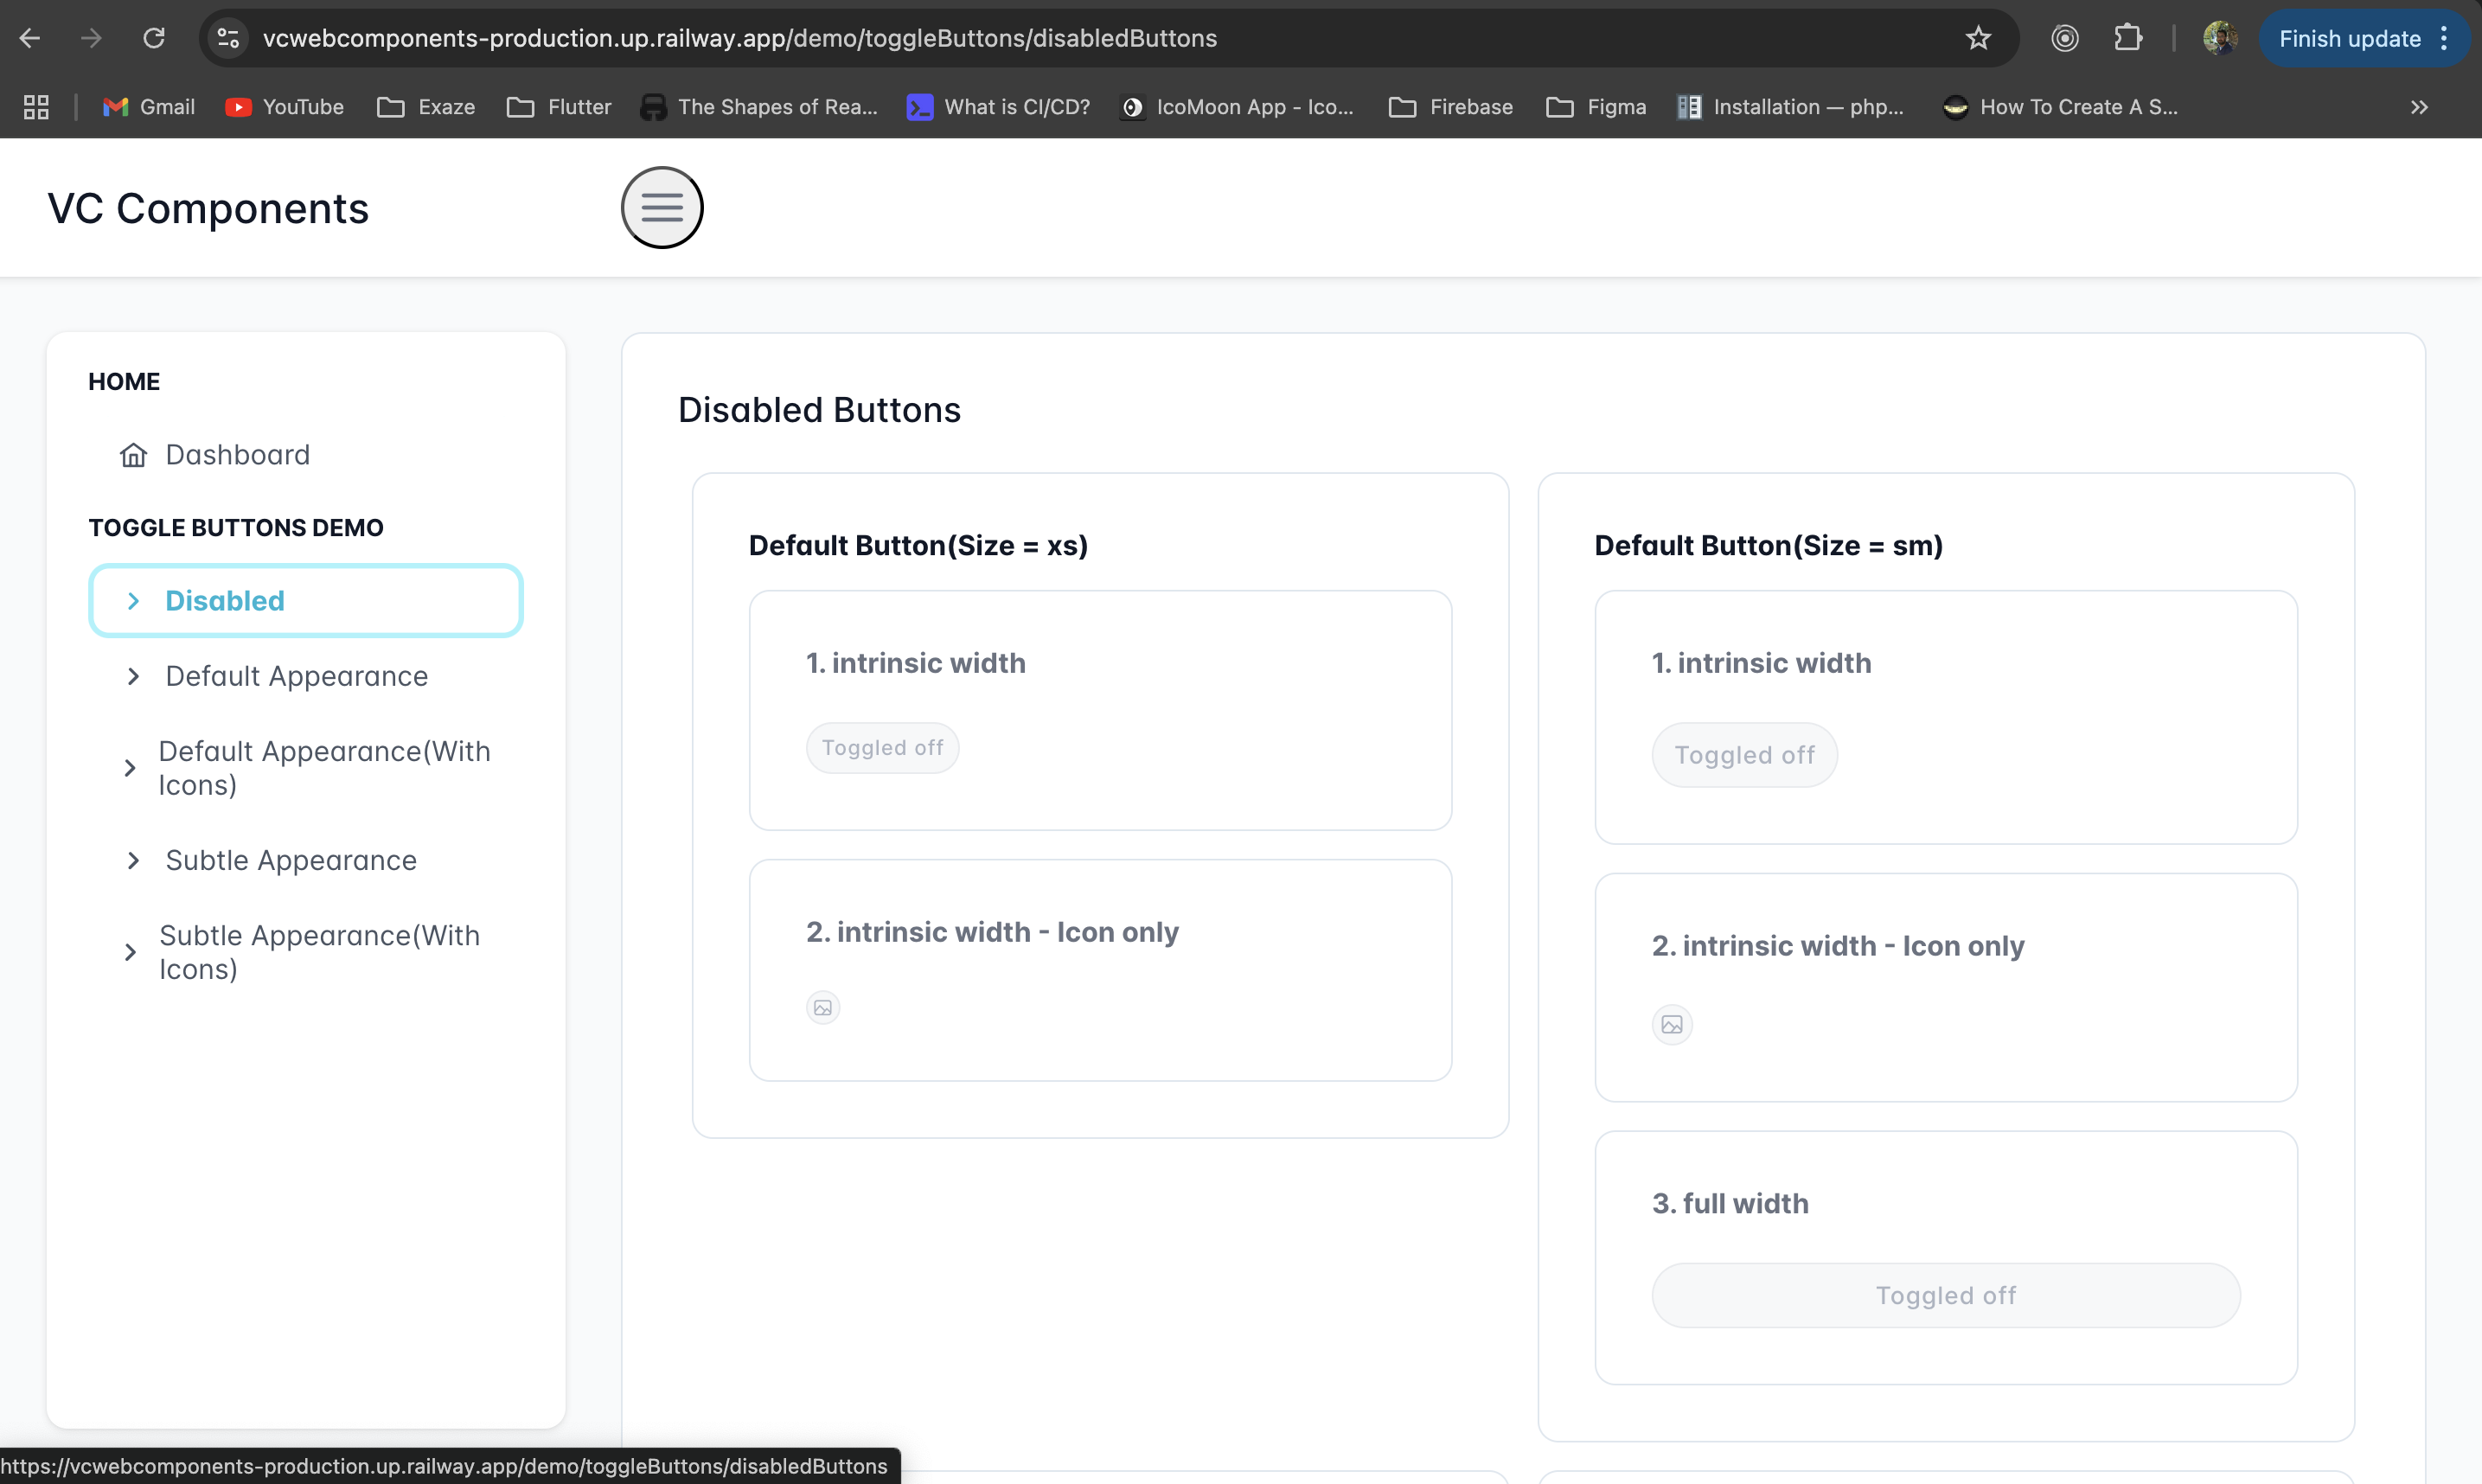 vcwebcomponents-production.up.railway.app/demo/toggleButtons/disabledButtons
Finish update
Gmail
YouTube
Exaze
Flutter
The Shapes of Rea...
What is CI/CD?
IcoMoon App - Ico...
Firebase
Figma
Installation — php...
How To Create A S...
VC Components
HOME
Dashboard
TOGGLE BUTTONS DEMO
Disabled
Default Appearance
Default Appearance(With
Icons)
Subtle Appearance
Subtle Appearance(With
Icons)
Disabled Buttons
Default Button(Size = xs)
1. intrinsic width
Toggled off
2. intrinsic width - Icon only
Default Button(Size = sm)
1. intrinsic width
Toggled off
2. intrinsic width - Icon only
3. full width
Toggled off
https://vcwebcomponents-production.up.railway.app/demo/toggleButtons/disabledButtons